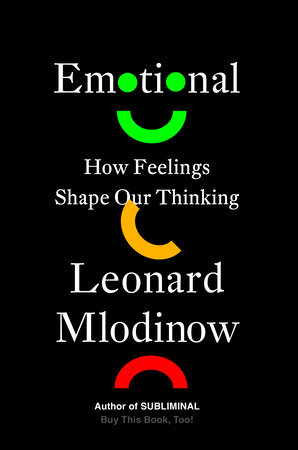 Emotional
How Feelings
Shape Our Thinking
Leonard
Mlodinow
Author of SUBLIMINAL
Buy This Book, Too!